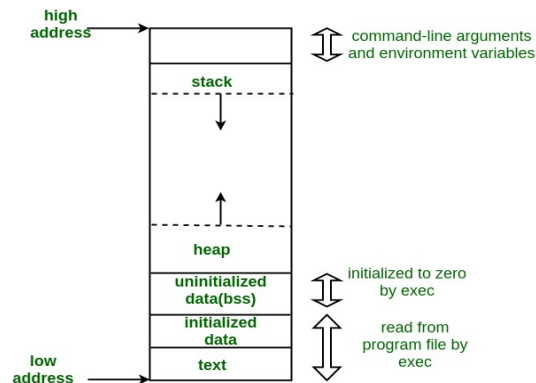 high
address
command-line arguments
and environment variables
stack
heap
uninitialized
data(bss)
initialized to zero
by exec
initialized
data
read from
program file by
exec
text
low
address